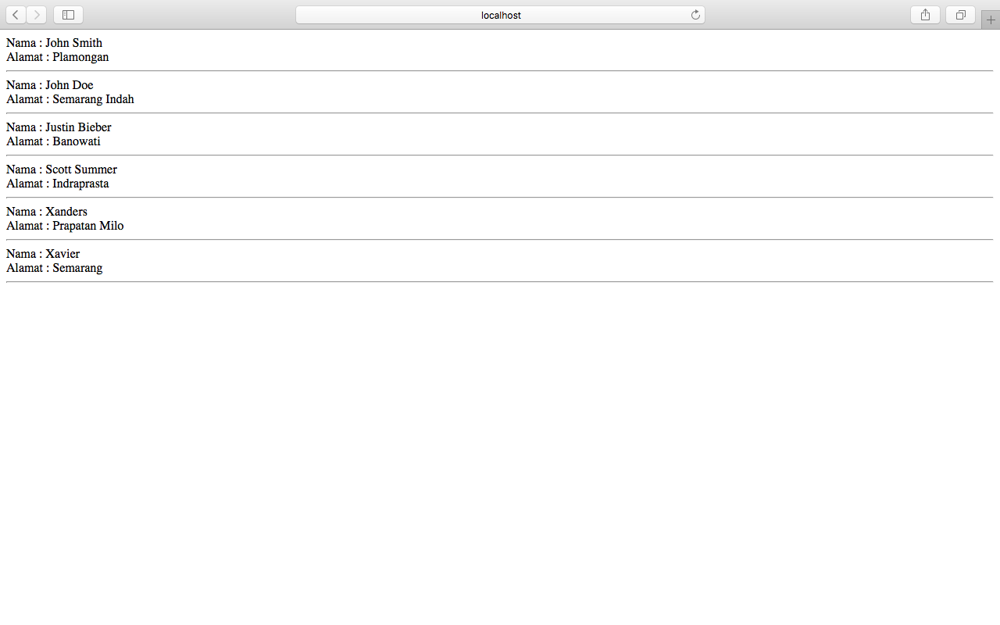 localhost
Nama : John Smith
Alamat : Plamongan
Nama : John Doe
Alamat : Semarang Indah
Nama : Justin Bieber
Alamat : Banowati
Nama : Scott Summer
Alamat : Indraprasta
Nama : Xanders
Alamat : Prapatan Milo
Nama : Xavier
Alamat : Semarang